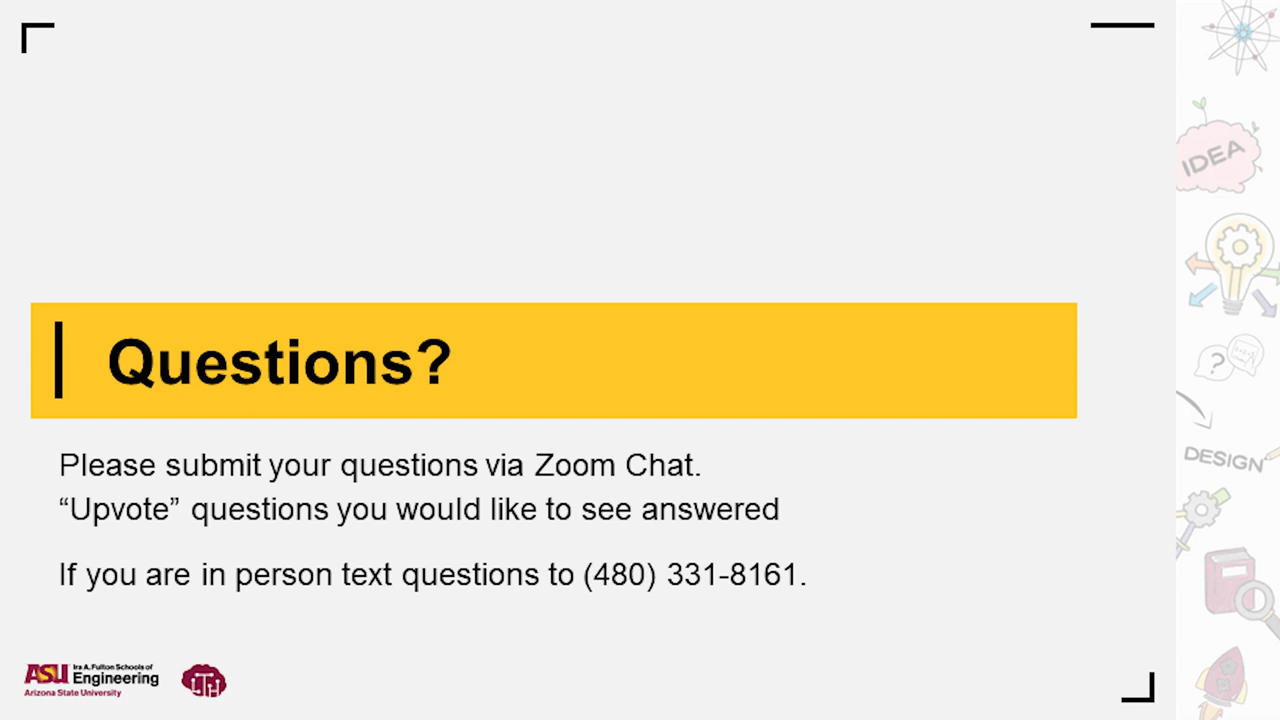 IDEA
Questions?
?
Please submit your questions via Zoom Chat.
“Upvote” questions you would like to see answered
DESIGN
If you are in person text questions to (480) 331-8161.
ASU Ira A. Fulton Schools of
Engineering
Arizona State University
LTH